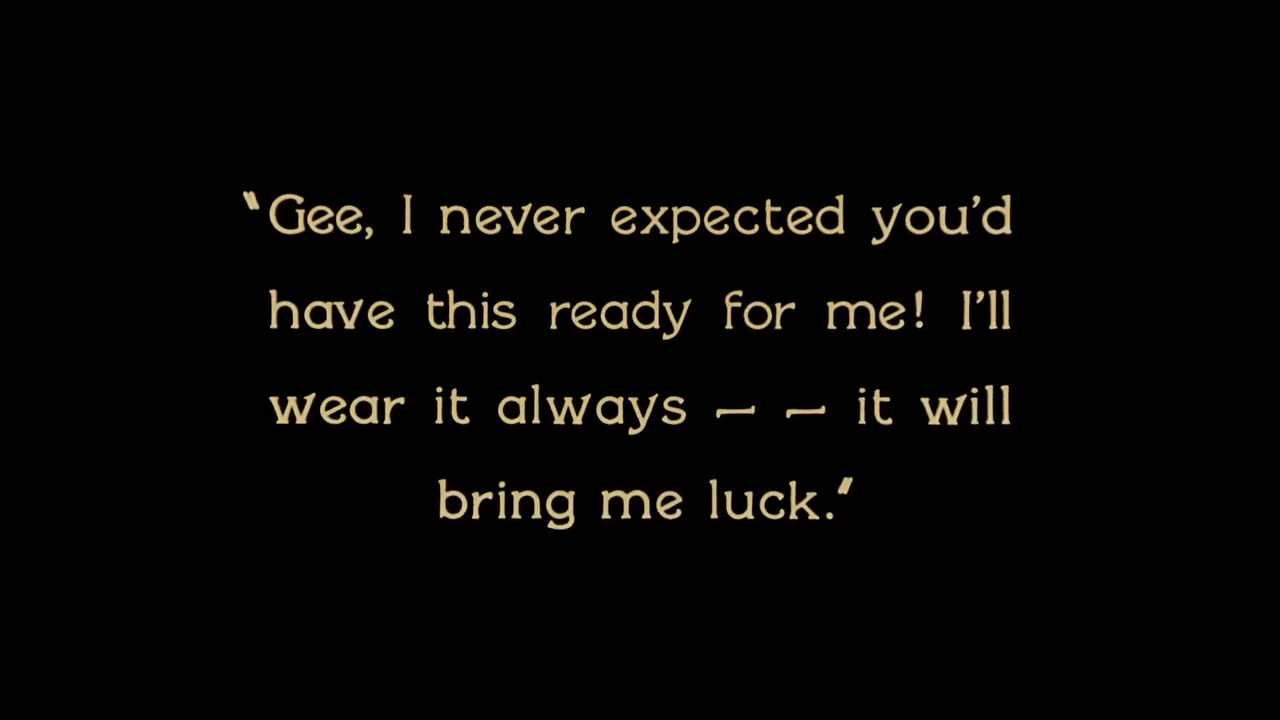 "Gee, I never expected you'd
have this ready for me! I'll
wear it always — — it will
bring me luck."